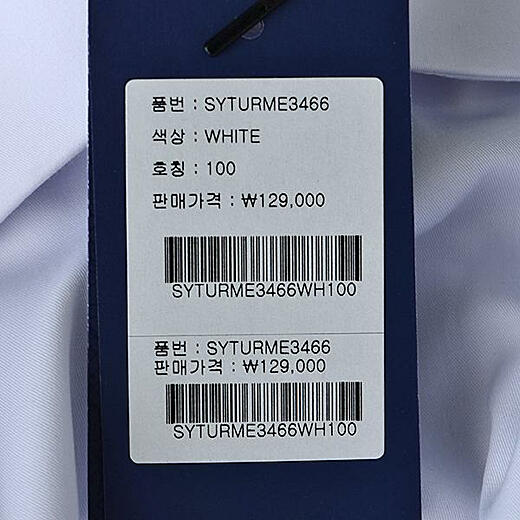 품번 : SYTURME3466
색상 : WHITE
호칭 : 100
판매가격 : ₩129,000
SYTURME3466WH100
품번 : SYTURME3466
판매가격 : ₩129,000
SYTURME3466WH100